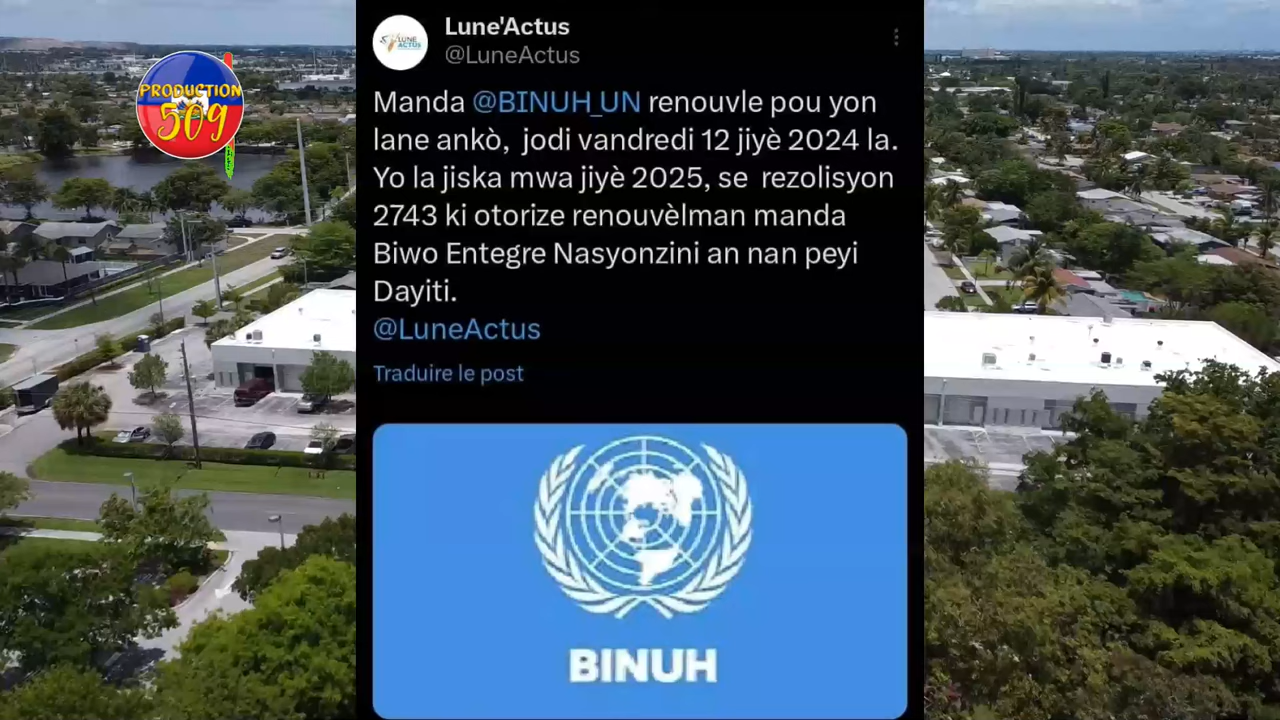 PRODUCTION
509
LUNE
ACTUS
Lune'Actus
@LuneActus
Manda @BINUH_UN renouvle pou yon
lane ankò, jodi vandredi 12 jiyè 2024 la.
Yo la jiska mwa jiyè 2025, se rezolisyon
2743 ki otorize renouvèlman manda
Biwo Entegre Nasyonzini an nan peyi
Dayiti.
@LuneActus
Traduire le post
BINUH